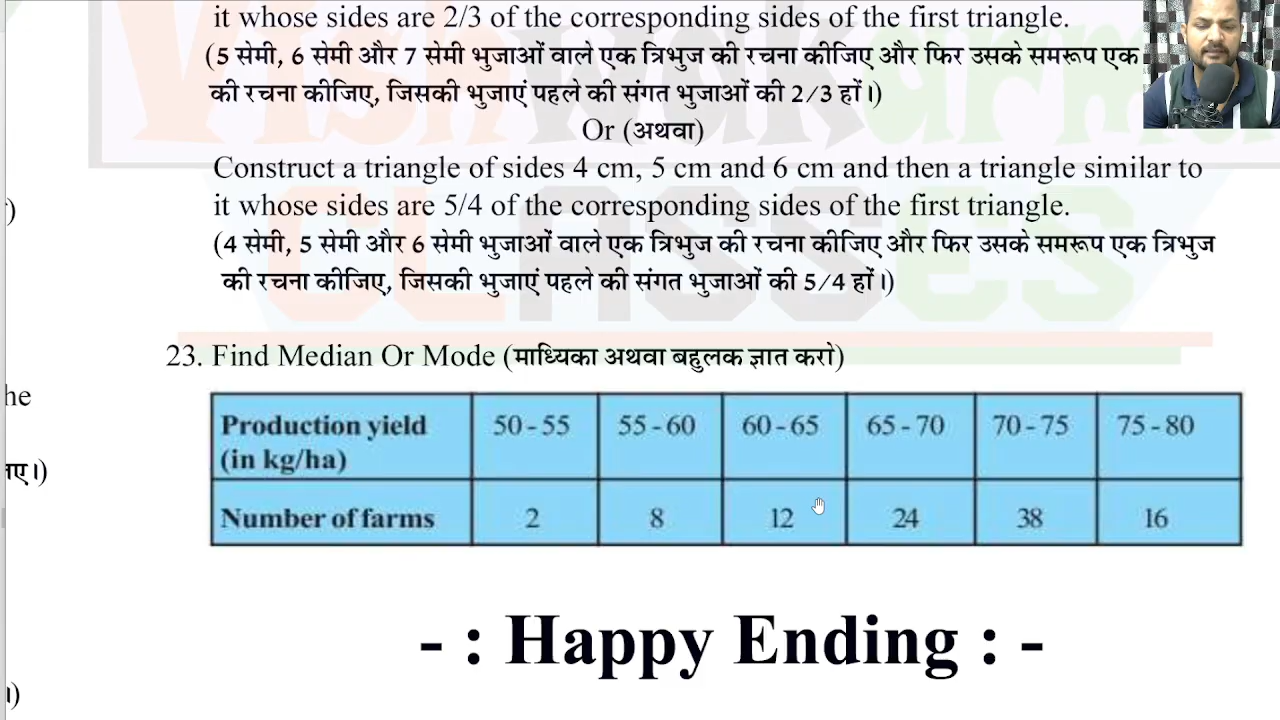 it whose sides are 2/3 of the corresponding sides of the first triangle.
(5 सेमी, 6 सेमी और 7 सेमी भुजाओं वाले एक त्रिभुज की रचना कीजिए और फिर उसके समरूप एक
की रचना कीजिए, जिसकी भुजाएं पहले की संगत भुजाओं की 2/3 हों।)
Or (अथवा)
Construct a triangle of sides 4 cm, 5 cm and 6 cm and then a triangle similar to
it whose sides are 5/4 of the corresponding sides of the first triangle.
(4 सेमी, 5 सेमी और 6 सेमी भुजाओं वाले एक त्रिभुज की रचना कीजिए और फिर उसके समरूप एक त्रिभुज
की रचना कीजिए, जिसकी भुजाएं पहले की संगत भुजाओं की 5/4 हों।)
23. Find Median Or Mode (माध्यिका अथवा बहुलक ज्ञात करो)
Production yield (in kg/ha) 50 - 55 55 - 60 60 - 65 65 - 70 70 - 75 75 - 80
Number of farms 2 8 12 24 38 16
- : Happy Ending : -
CLASSES